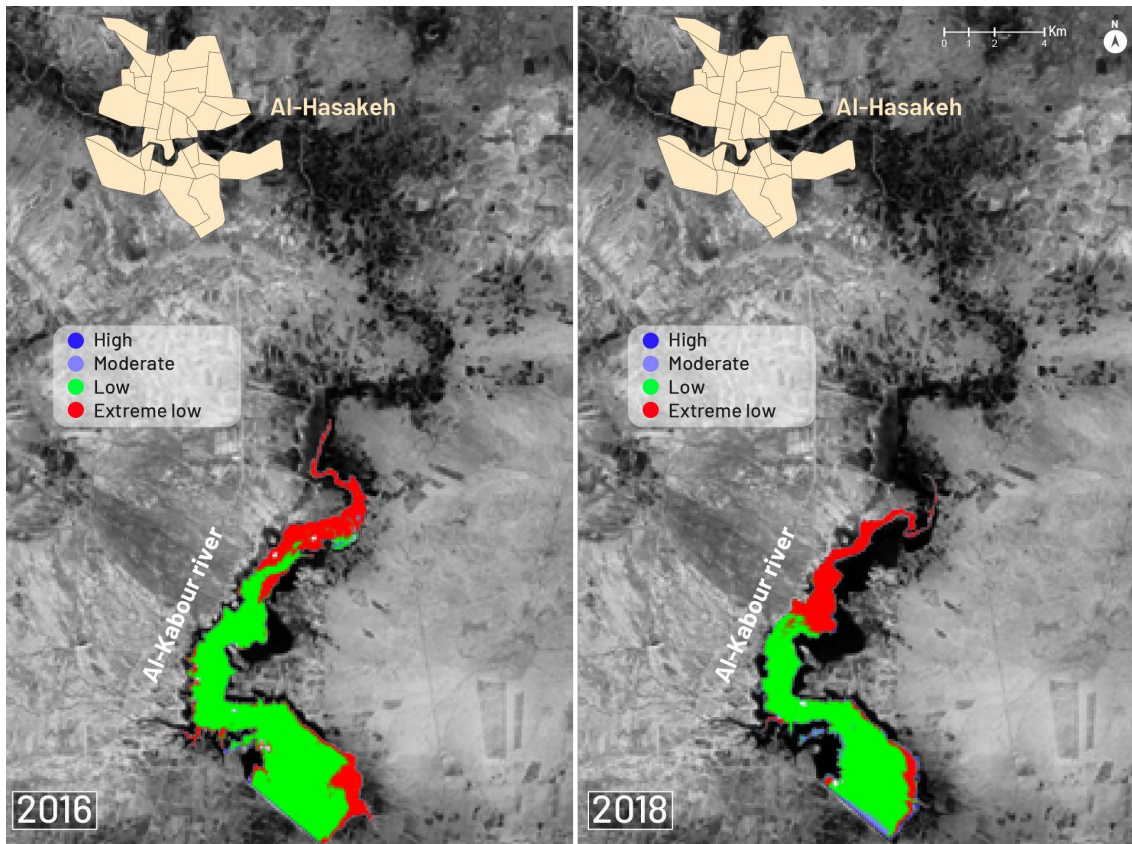 Al-Hasakeh
High
Moderate
Low
Extreme low
Al-Kabour river
2016
Km
0 1 2 4
N
Al-Hasakeh
High
Moderate
Low
Extreme low
Al-Kabour river
2018